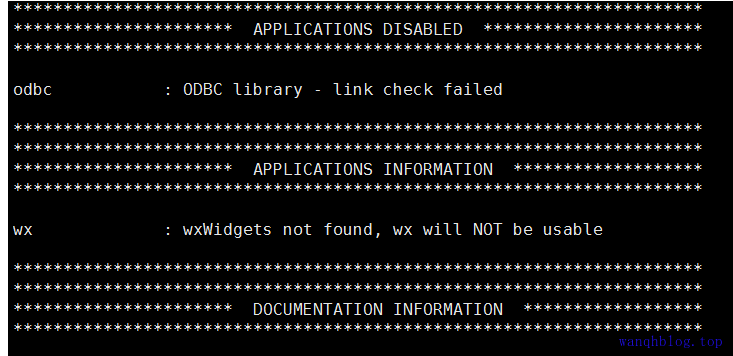 *********************************************************************
**********************  APPLICATIONS DISABLED  **********************
*********************************************************************
odbc           : ODBC library - link check failed
*********************************************************************
*********************************************************************
**********************  APPLICATIONS INFORMATION  *******************
*********************************************************************
wx             : wxWidgets not found, wx will NOT be usable
*********************************************************************
*********************************************************************
**********************  DOCUMENTATION INFORMATION  ******************
*********************************************************************
wanqhblog.top